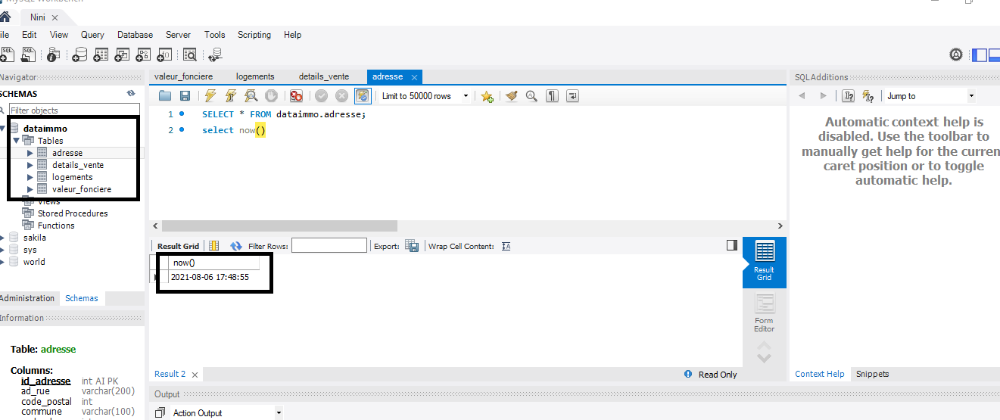 MySQL Workbench
Nini
ile Edit View Query Database Server Tools Scripting Help
Navigator
SCHEMAS
Filter objects
dataimmo
Tables
adresse
details_vente
logements
valeur_fonciere
Views
Stored Procedures
Functions
sakila
sys
world
Administration Schemas
Information
Table: adresse
Columns:
id_adresse int AI PK
ad_rue varchar(200)
code_postal int
commune varchar(100)
valeur_fonciere logements details_vente adresse
Limit to 50000 rows
1 SELECT * FROM dataimmo.adresse;
2 select now()
Result Grid Filter Rows: Export: Wrap Cell Content:
now()
2021-08-06 17:48:55
Result Grid
Form Editor
Result 2 Read Only
Output
Action Output
SQLAdditions
Jump to
Automatic context help is
disabled. Use the toolbar to
manually get help for the curren
caret position or to toggle
automatic help.
Context Help Snippets